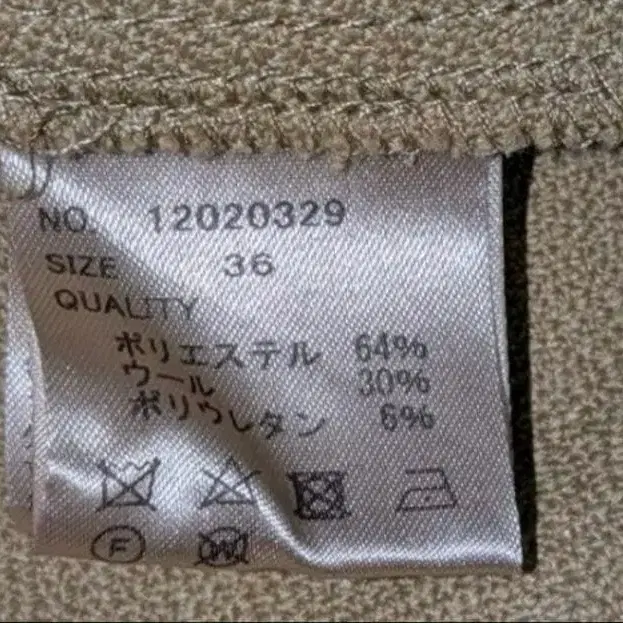 NO. 12020329
SIZE 36
QUALITY
ポリエステル 64%
ウール 30%
ポリウレタン 6%
F
W